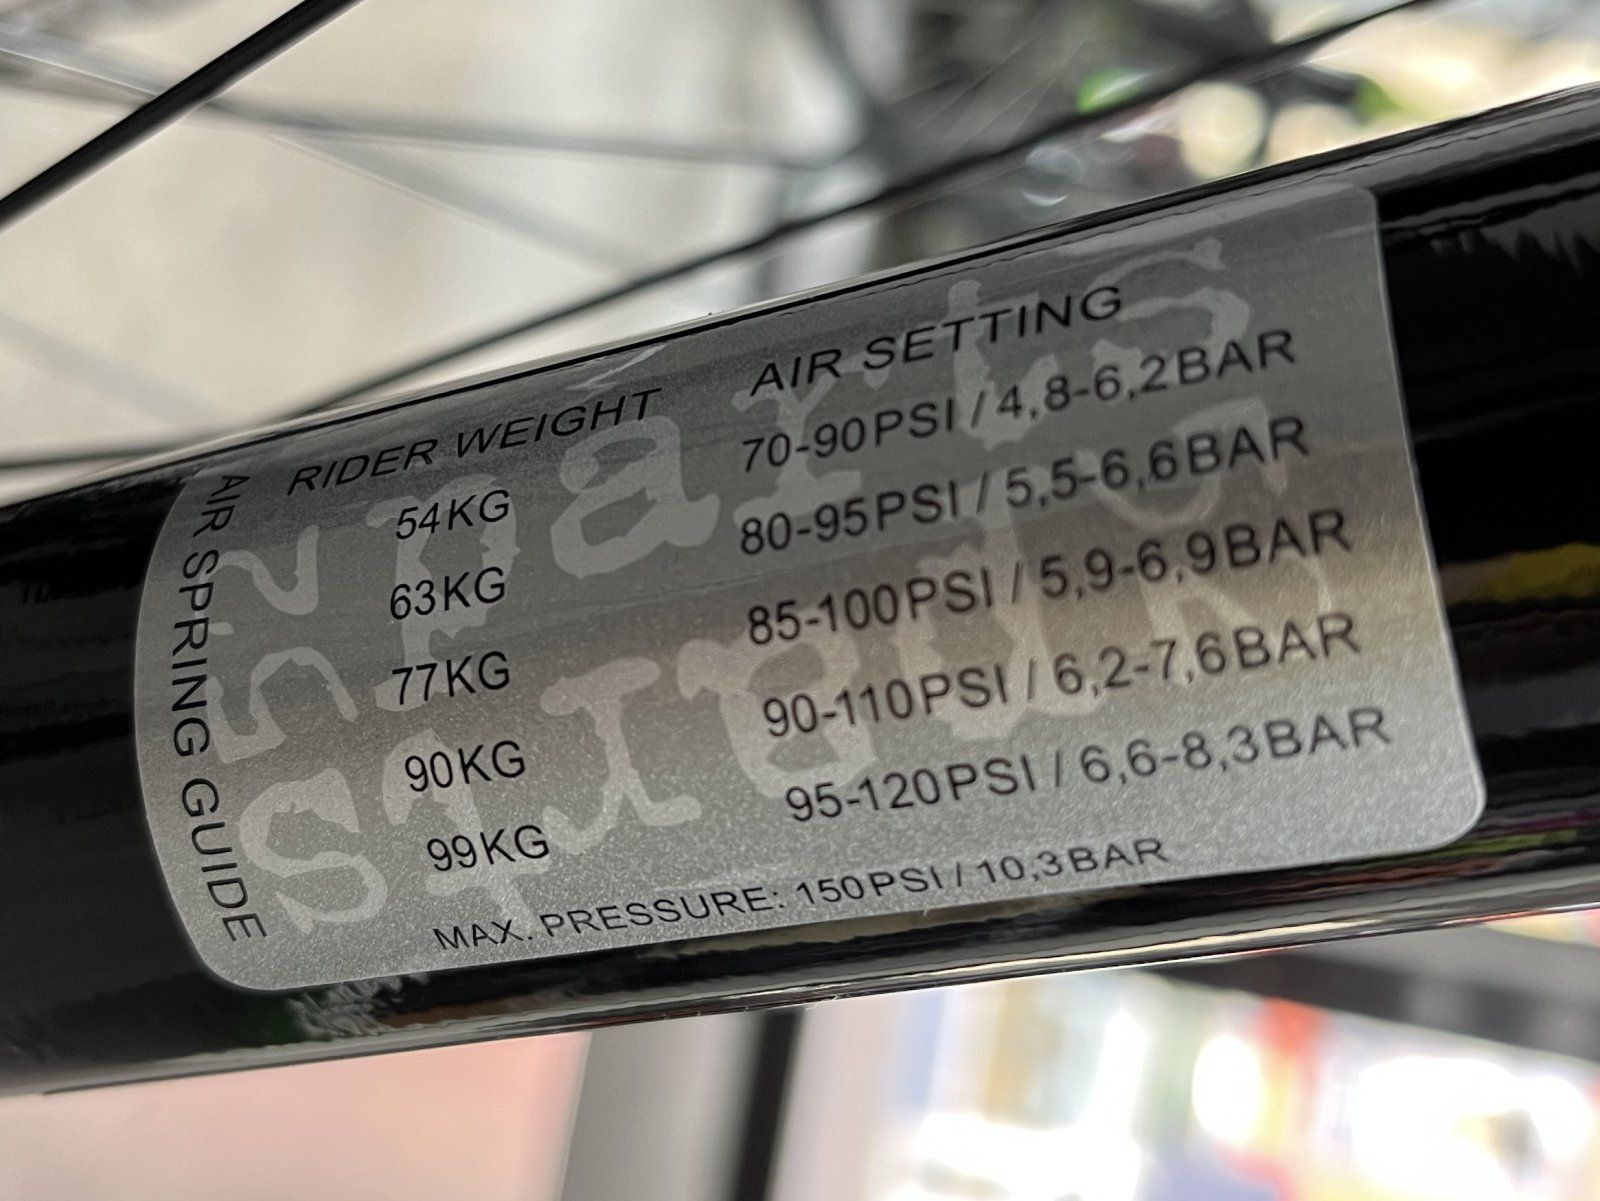 AIR SPRING GUIDE
RIDER WEIGHT AIR SETTING
54KG 70-90PSI / 4,8-6,2BAR
63KG 80-95PSI / 5,5-6,6BAR
77KG 85-100PSI / 5,9-6,9BAR
90KG 90-110PSI / 6,2-7,6BAR
99KG 95-120PSI / 6,6-8,3BAR
MAX. PRESSURE: 150PSI / 10,3BAR